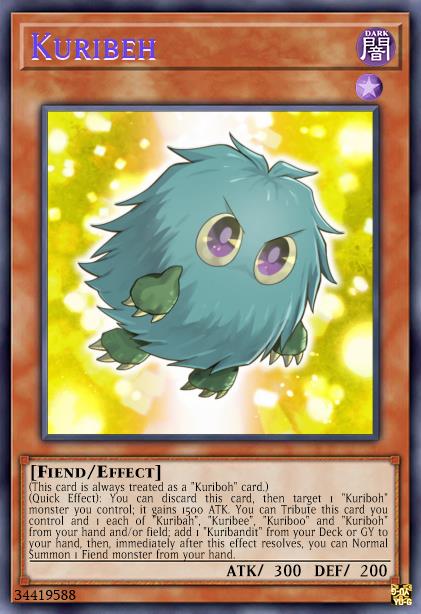 KURIBEH
DARK
闇
[FIEND/EFFECT]
(This card is always treated as a "Kuriboh" card.)
(Quick Effect): You can discard this card, then target 1 "Kuriboh"
monster you control; it gains 1500 ATK. You can Tribute this card you
control and 1 each of "Kuribah", "Kuribee", "Kuriboo" and "Kuriboh"
from your hand and/or field; add 1 "Kuribandit" from your Deck or GY to
your hand, then, immediately after this effect resolves, you can Normal
Summon 1 Fiend monster from your hand.
ATK/ 300 DEF/ 200
34419588